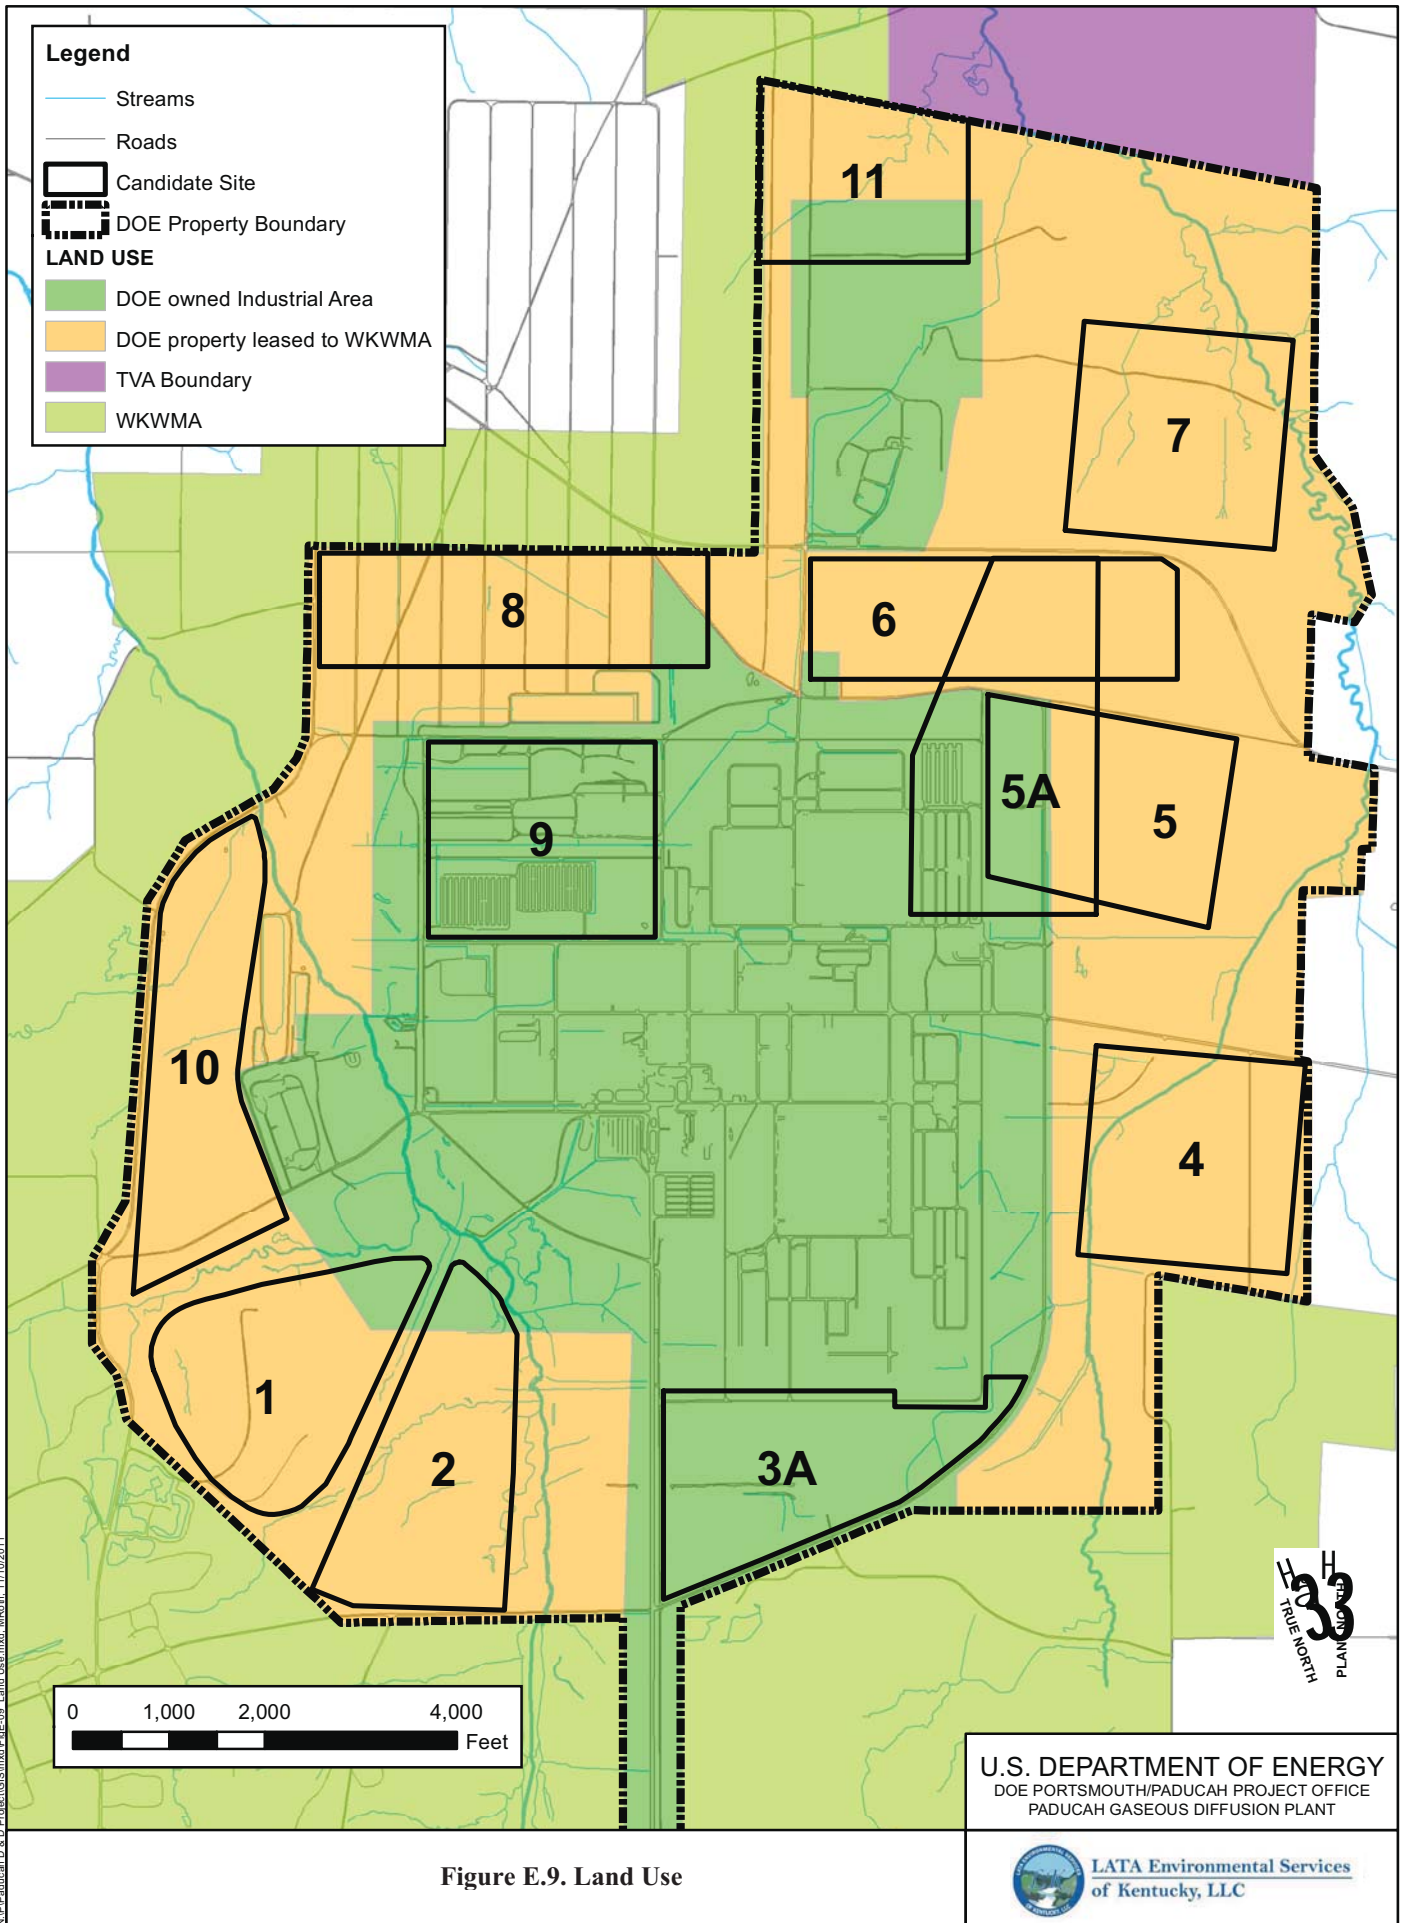 Legend
Streams
Roads
Candidate Site
DOE Property Boundary
LAND USE
DOE owned Industrial Area
DOE property leased to WKWMA
TVA Boundary
WKWMA
11
7
8
6
5A
5
9
10
4
1
2
3A
TRUE NORTH
PLANT NORTH
0 1,000 2,000 4,000
Feet
U.S. DEPARTMENT OF ENERGY
DOE PORTSMOUTH/PADUCAH PROJECT OFFICE
PADUCAH GASEOUS DIFFUSION PLANT
Figure E.9. Land Use
LATA Environmental Services
of Kentucky, LLC